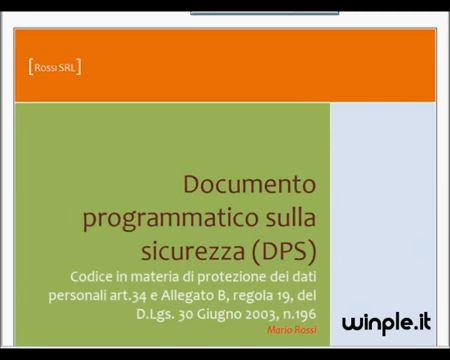 [Rossi SRL]
Documento
programmatico sulla
sicurezza (DPS)
Codice in materia di protezione dei dati
personali art.34 e Allegato B, regola 19, del
D.Lgs. 30 Giugno 2003, n.196
Mario Rossi
winple.it